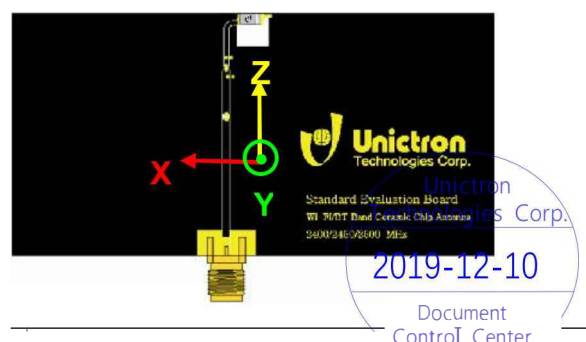 Z
Unictron
Technologies Corp.
X
Y
Standard Evaluation Board
Wi-Fi/BT Band Ceramic Chip Antenna
2400/2450/2500 MHz
Unictron
Technologies Corp.
2019-12-10
Document
Control Center